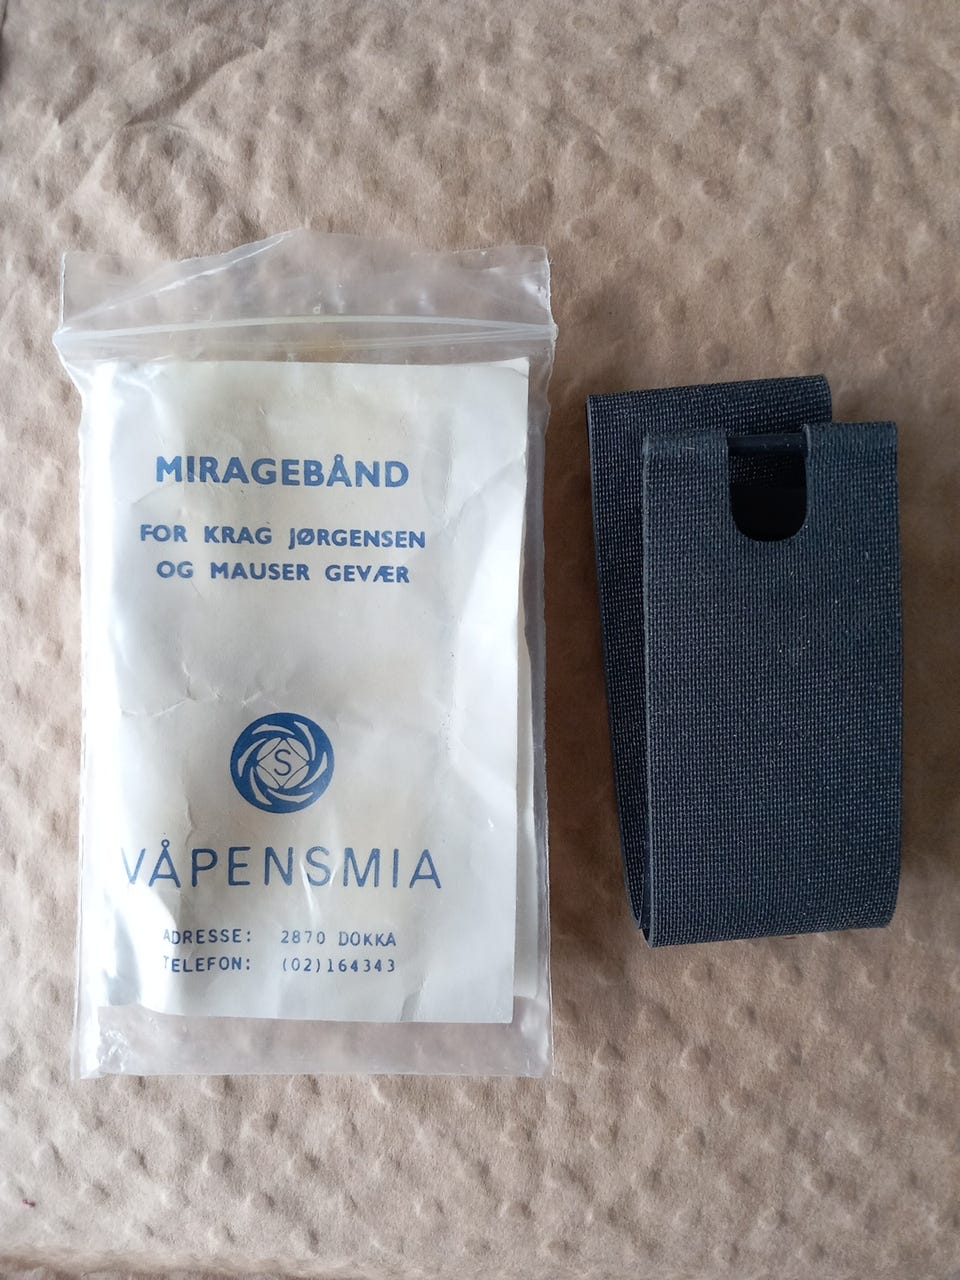 MIRAGEBÅND
FOR KRAG JØRGENSEN
OG MAUSER GEVÆR
S
VÅPENSMIA
ADRESSE: 2870 DOKKA
TELEFON: (02)164343